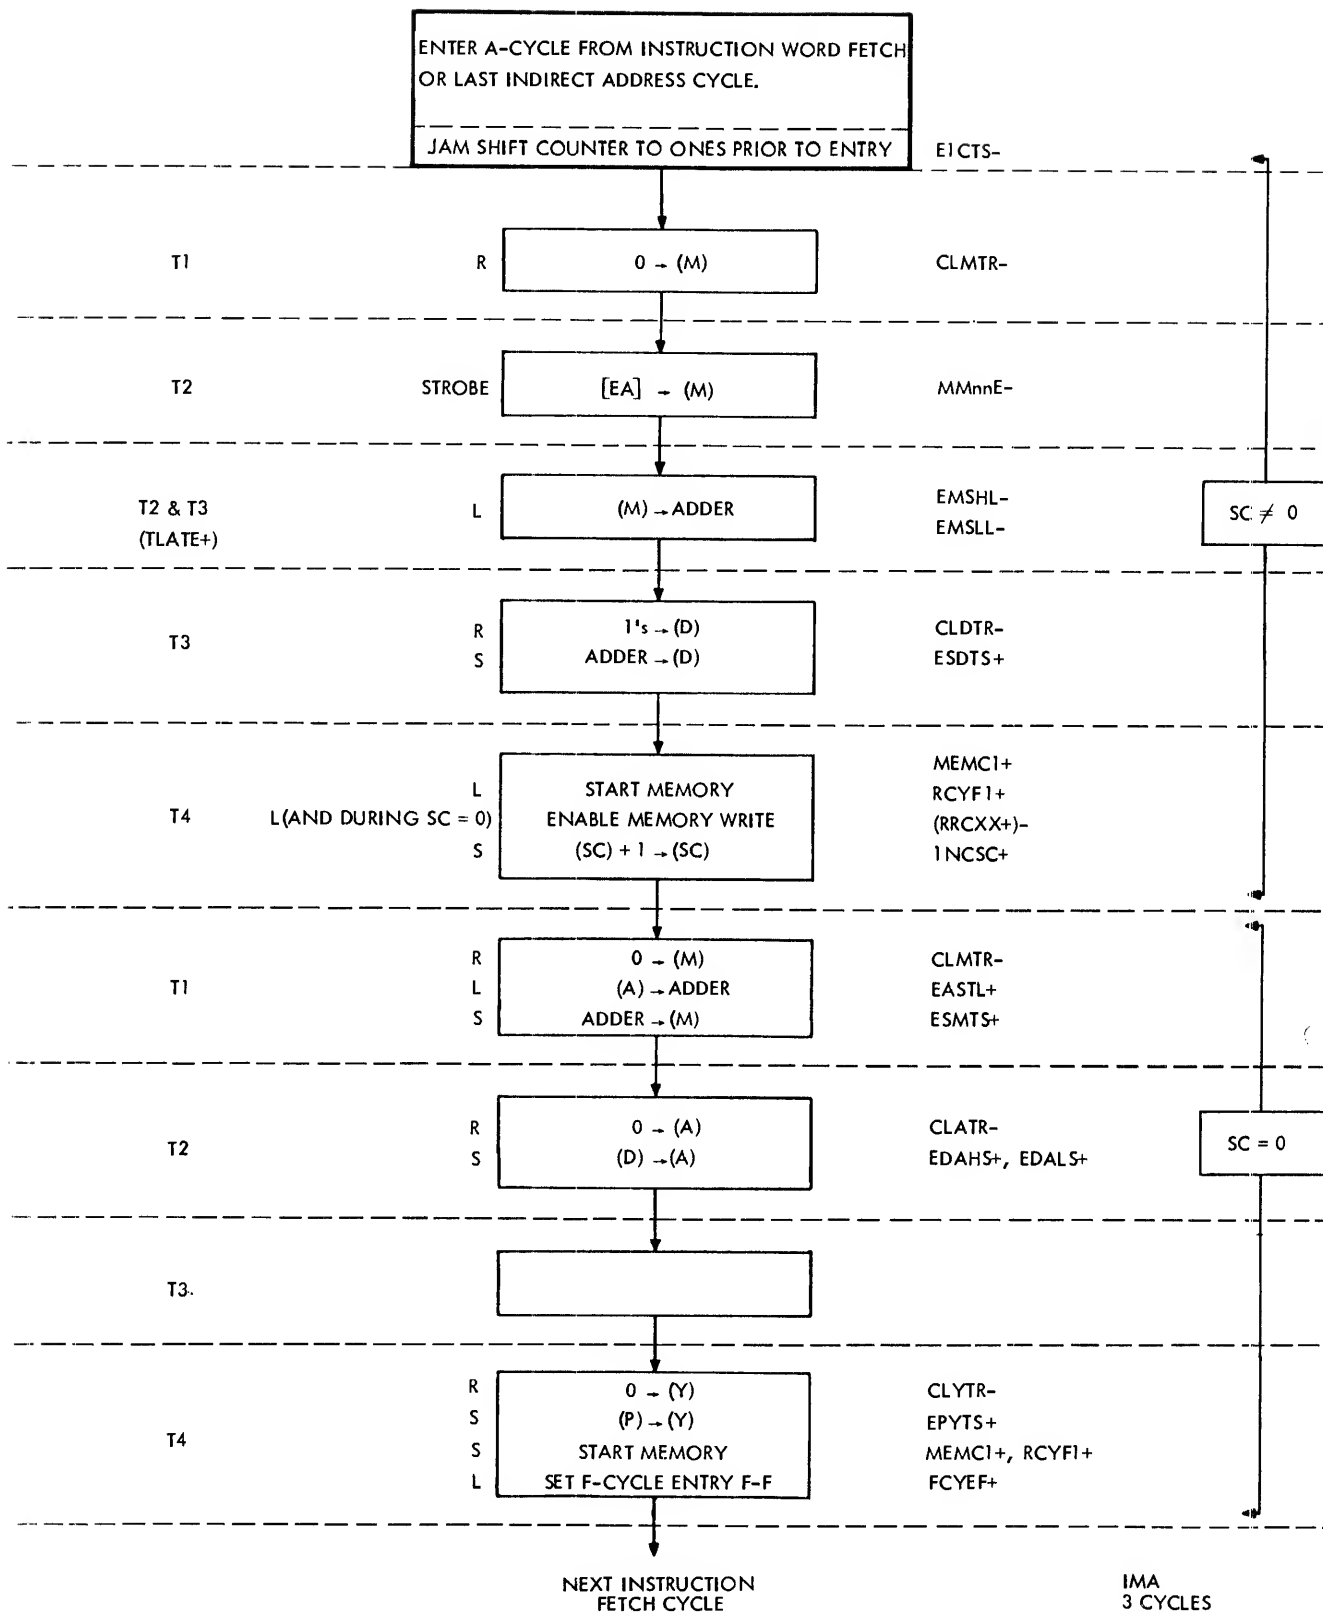 ENTER A-CYCLE FROM INSTRUCTION WORD FETCH
OR LAST INDIRECT ADDRESS CYCLE.
JAM SHIFT COUNTER TO ONES PRIOR TO ENTRY E1CTS-
T1 R 0 → (M) CLMTR-
T2 STROBE [EA] → (M) MMnnE-
T2 & T3 L (M) → ADDER EMSHL-
(TLATE+) EMSLL-
SC ≠ 0
T3 R 1's → (D) CLDTR-
S ADDER → (D) ESDTS+
MEMC1+
L START MEMORY RCYF1+
T4 L(AND DURING SC = 0) ENABLE MEMORY WRITE (RRCXX+)-
S (SC) + 1 → (SC) 1NCSC+
R 0 → (M) CLMTR-
T1 L (A) → ADDER EASTL+
S ADDER → (M) ESMTS+
R 0 → (A) CLATR-
T2 S (D) → (A) EDAHS+, EDALS+
SC = 0
T3.
R 0 → (Y) CLYTR-
S (P) → (Y) EPYTS+
T4 S START MEMORY MEMC1+, RCYF1+
L SET F-CYCLE ENTRY F-F FCYEF+
NEXT INSTRUCTION
FETCH CYCLE
IMA
3 CYCLES